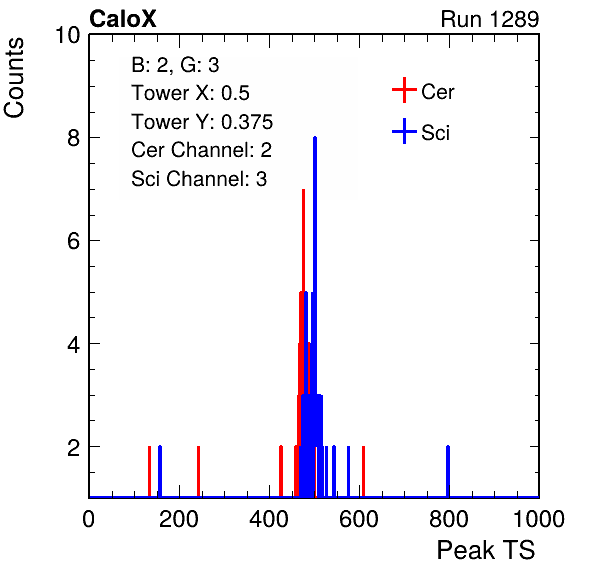 CaloX Run 1289
Counts
10
8
6
4
2
B: 2, G: 3
Tower X: 0.5
Tower Y: 0.375
Cer Channel: 2
Sci Channel: 3
Cer
Sci
0 200 400 600 800 1000
Peak TS